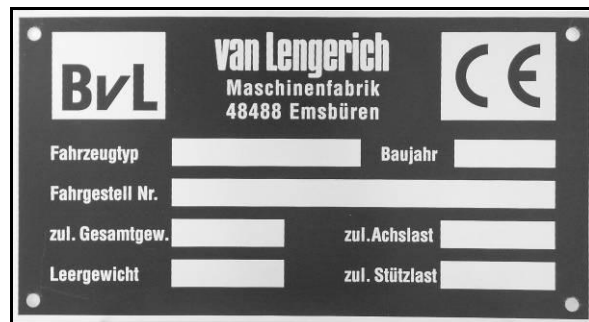 BvL
van Lengerich
Maschinenfabrik
48488 Emsbüren
CE
Fahrzeugtyp Baujahr
Fahrgestell Nr.
zul. Gesamtgew. zul.Achslast
Leergewicht zul. Stützlast